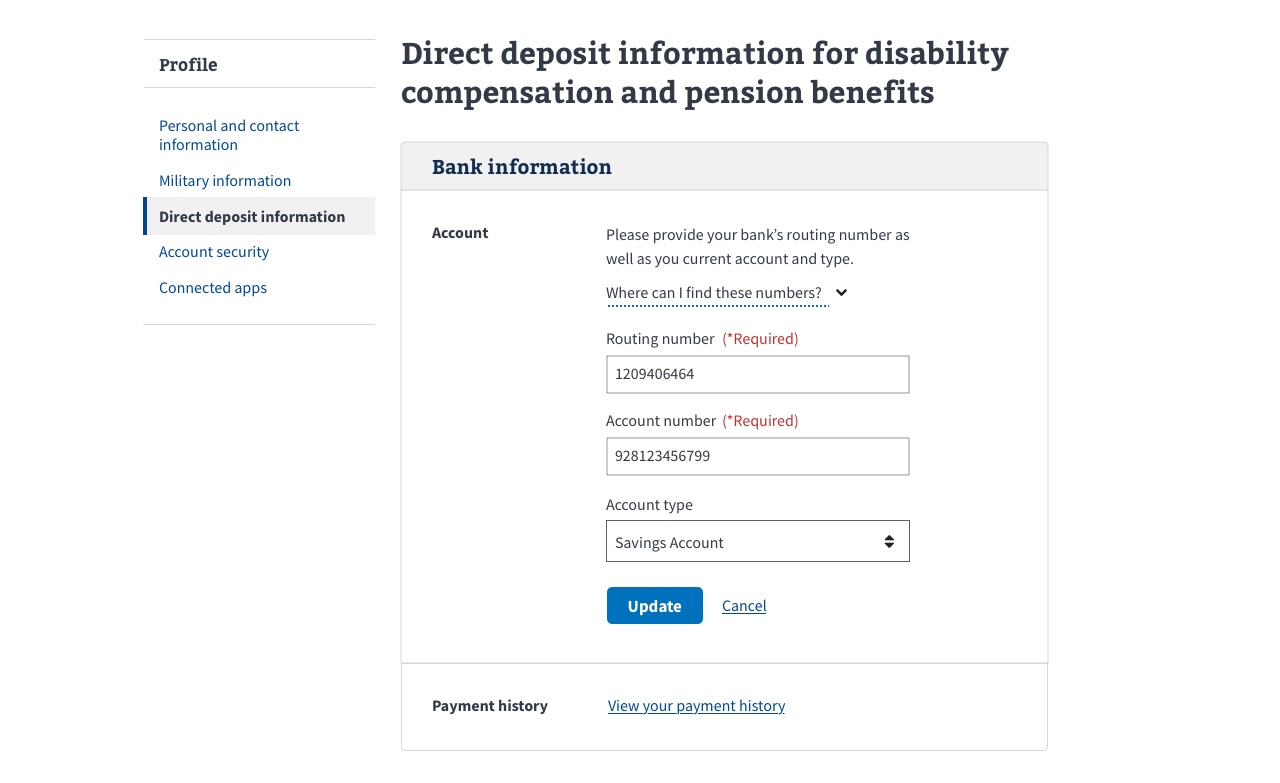 Profile
Personal and contact
information
Military information
Direct deposit information
Account security
Connected apps
Direct deposit information for disability
compensation and pension benefits
Bank information
Account
Please provide your bank’s routing number as
well as you current account and type.
Where can I find these numbers?
Routing number (*Required)
1209406464
Account number (*Required)
928123456799
Account type
Savings Account
Update Cancel
Payment history View your payment history